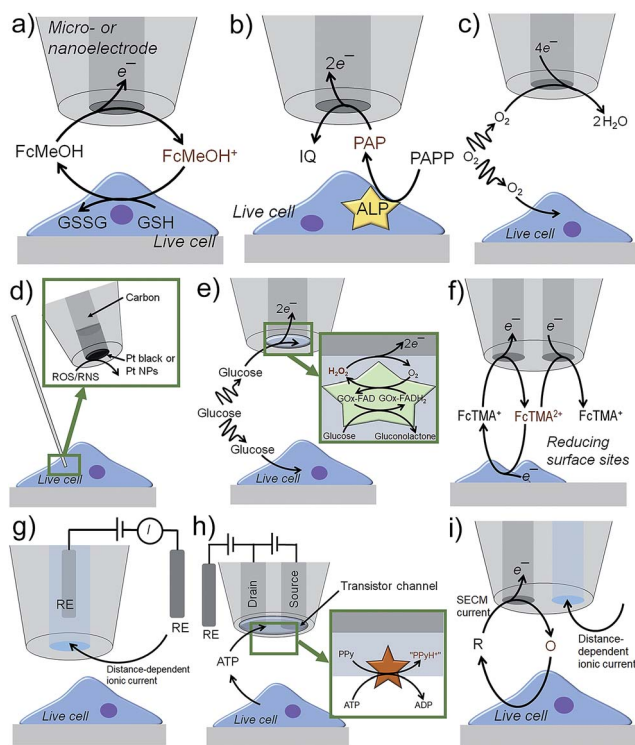 a)
Micro- or
nanoelectrode
e⁻
FcMeOH
FcMeOH⁺
GSSG
GSH
Live cell
b)
2e⁻
IQ
PAP
PAPP
ALP
Live cell
c)
4e⁻
O₂
2H₂O
O₂
O₂
Live cell
d)
Carbon
Pt black or
Pt NPs
ROS/RNS
Live cell
e)
2e⁻
Glucose
Glucose
Glucose
Live cell
2e⁻
H₂O₂
O₂
GOx-FAD
GOx-FADH₂
Glucose
Gluconolactone
f)
e⁻
e⁻
FcTMA⁺
FcTMA²⁺
FcTMA⁺
Reducing
surface sites
e⁻
Live cell
g)
I
RE
RE
Distance-dependent
ionic current
Live cell
h)
Drain
Source
RE
Transistor channel
ATP
Live cell
PPy
"PPyH⁺"
ATP
ADP
i)
SECM
current
e⁻
R
O
Distance-dependent
ionic current
Live cell